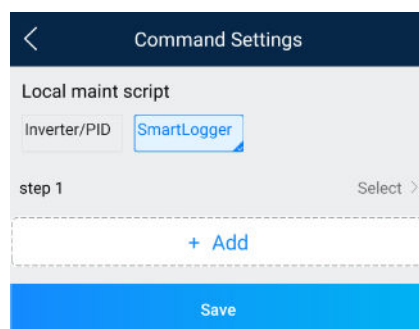 Command Settings
Local maint script
Inverter/PID SmartLogger
step 1 Select
+ Add
Save